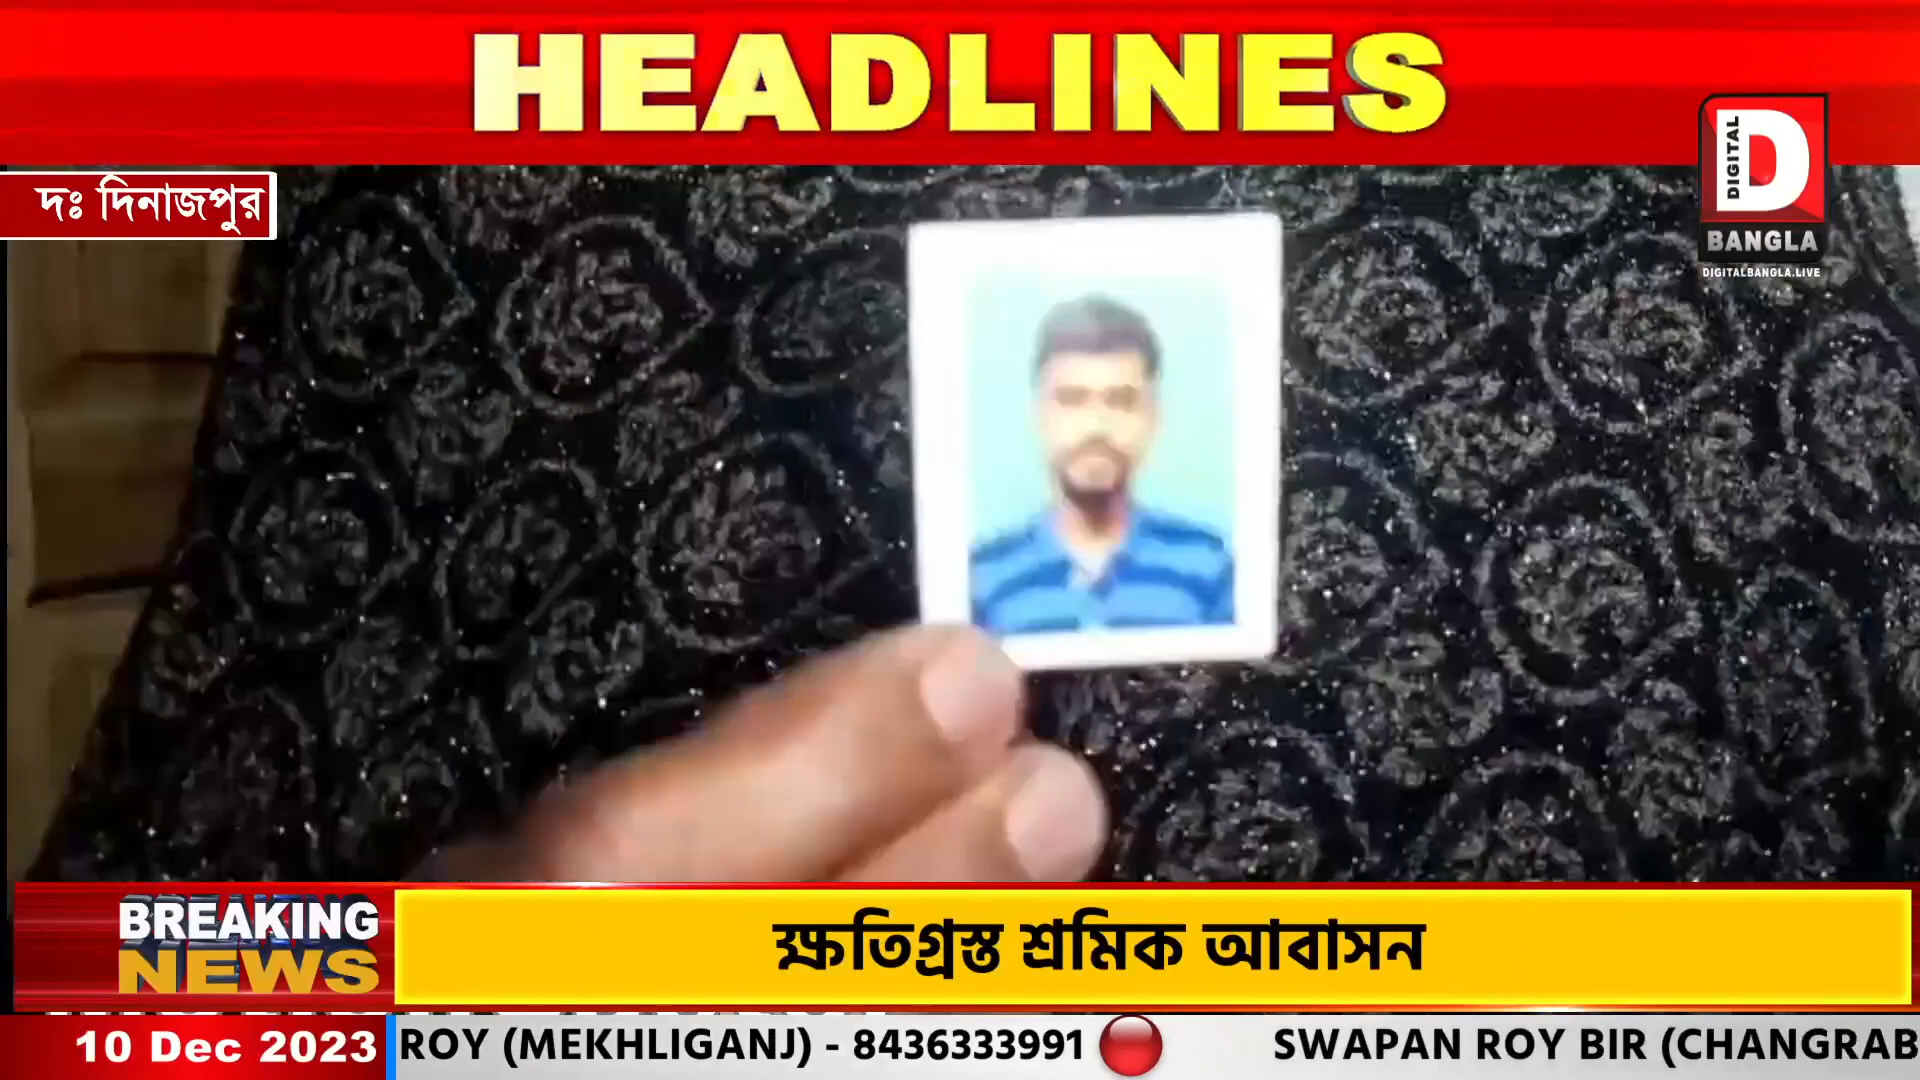 HEADLINES
DIGITAL
D
BANGLA
DIGITALBANGLA.LIVE
দঃ দিনাজপুর
BREAKING
NEWS
ক্ষতিগ্রস্ত শ্রমিক আবাসন
10 Dec 2023
ROY (MEKHLIGANJ) - 8436333991
SWAPAN ROY BIR (CHANGRAB